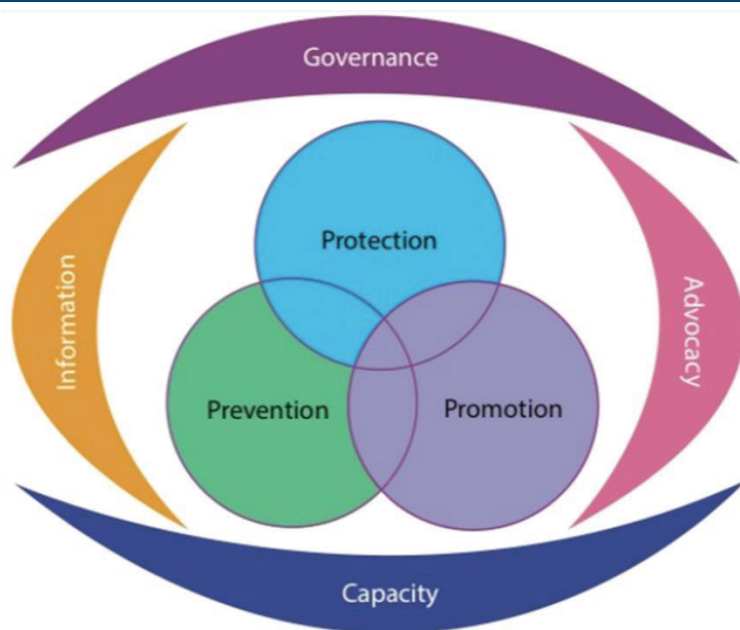 Governance
Protection
Information
Advocacy
Prevention
Promotion
Capacity